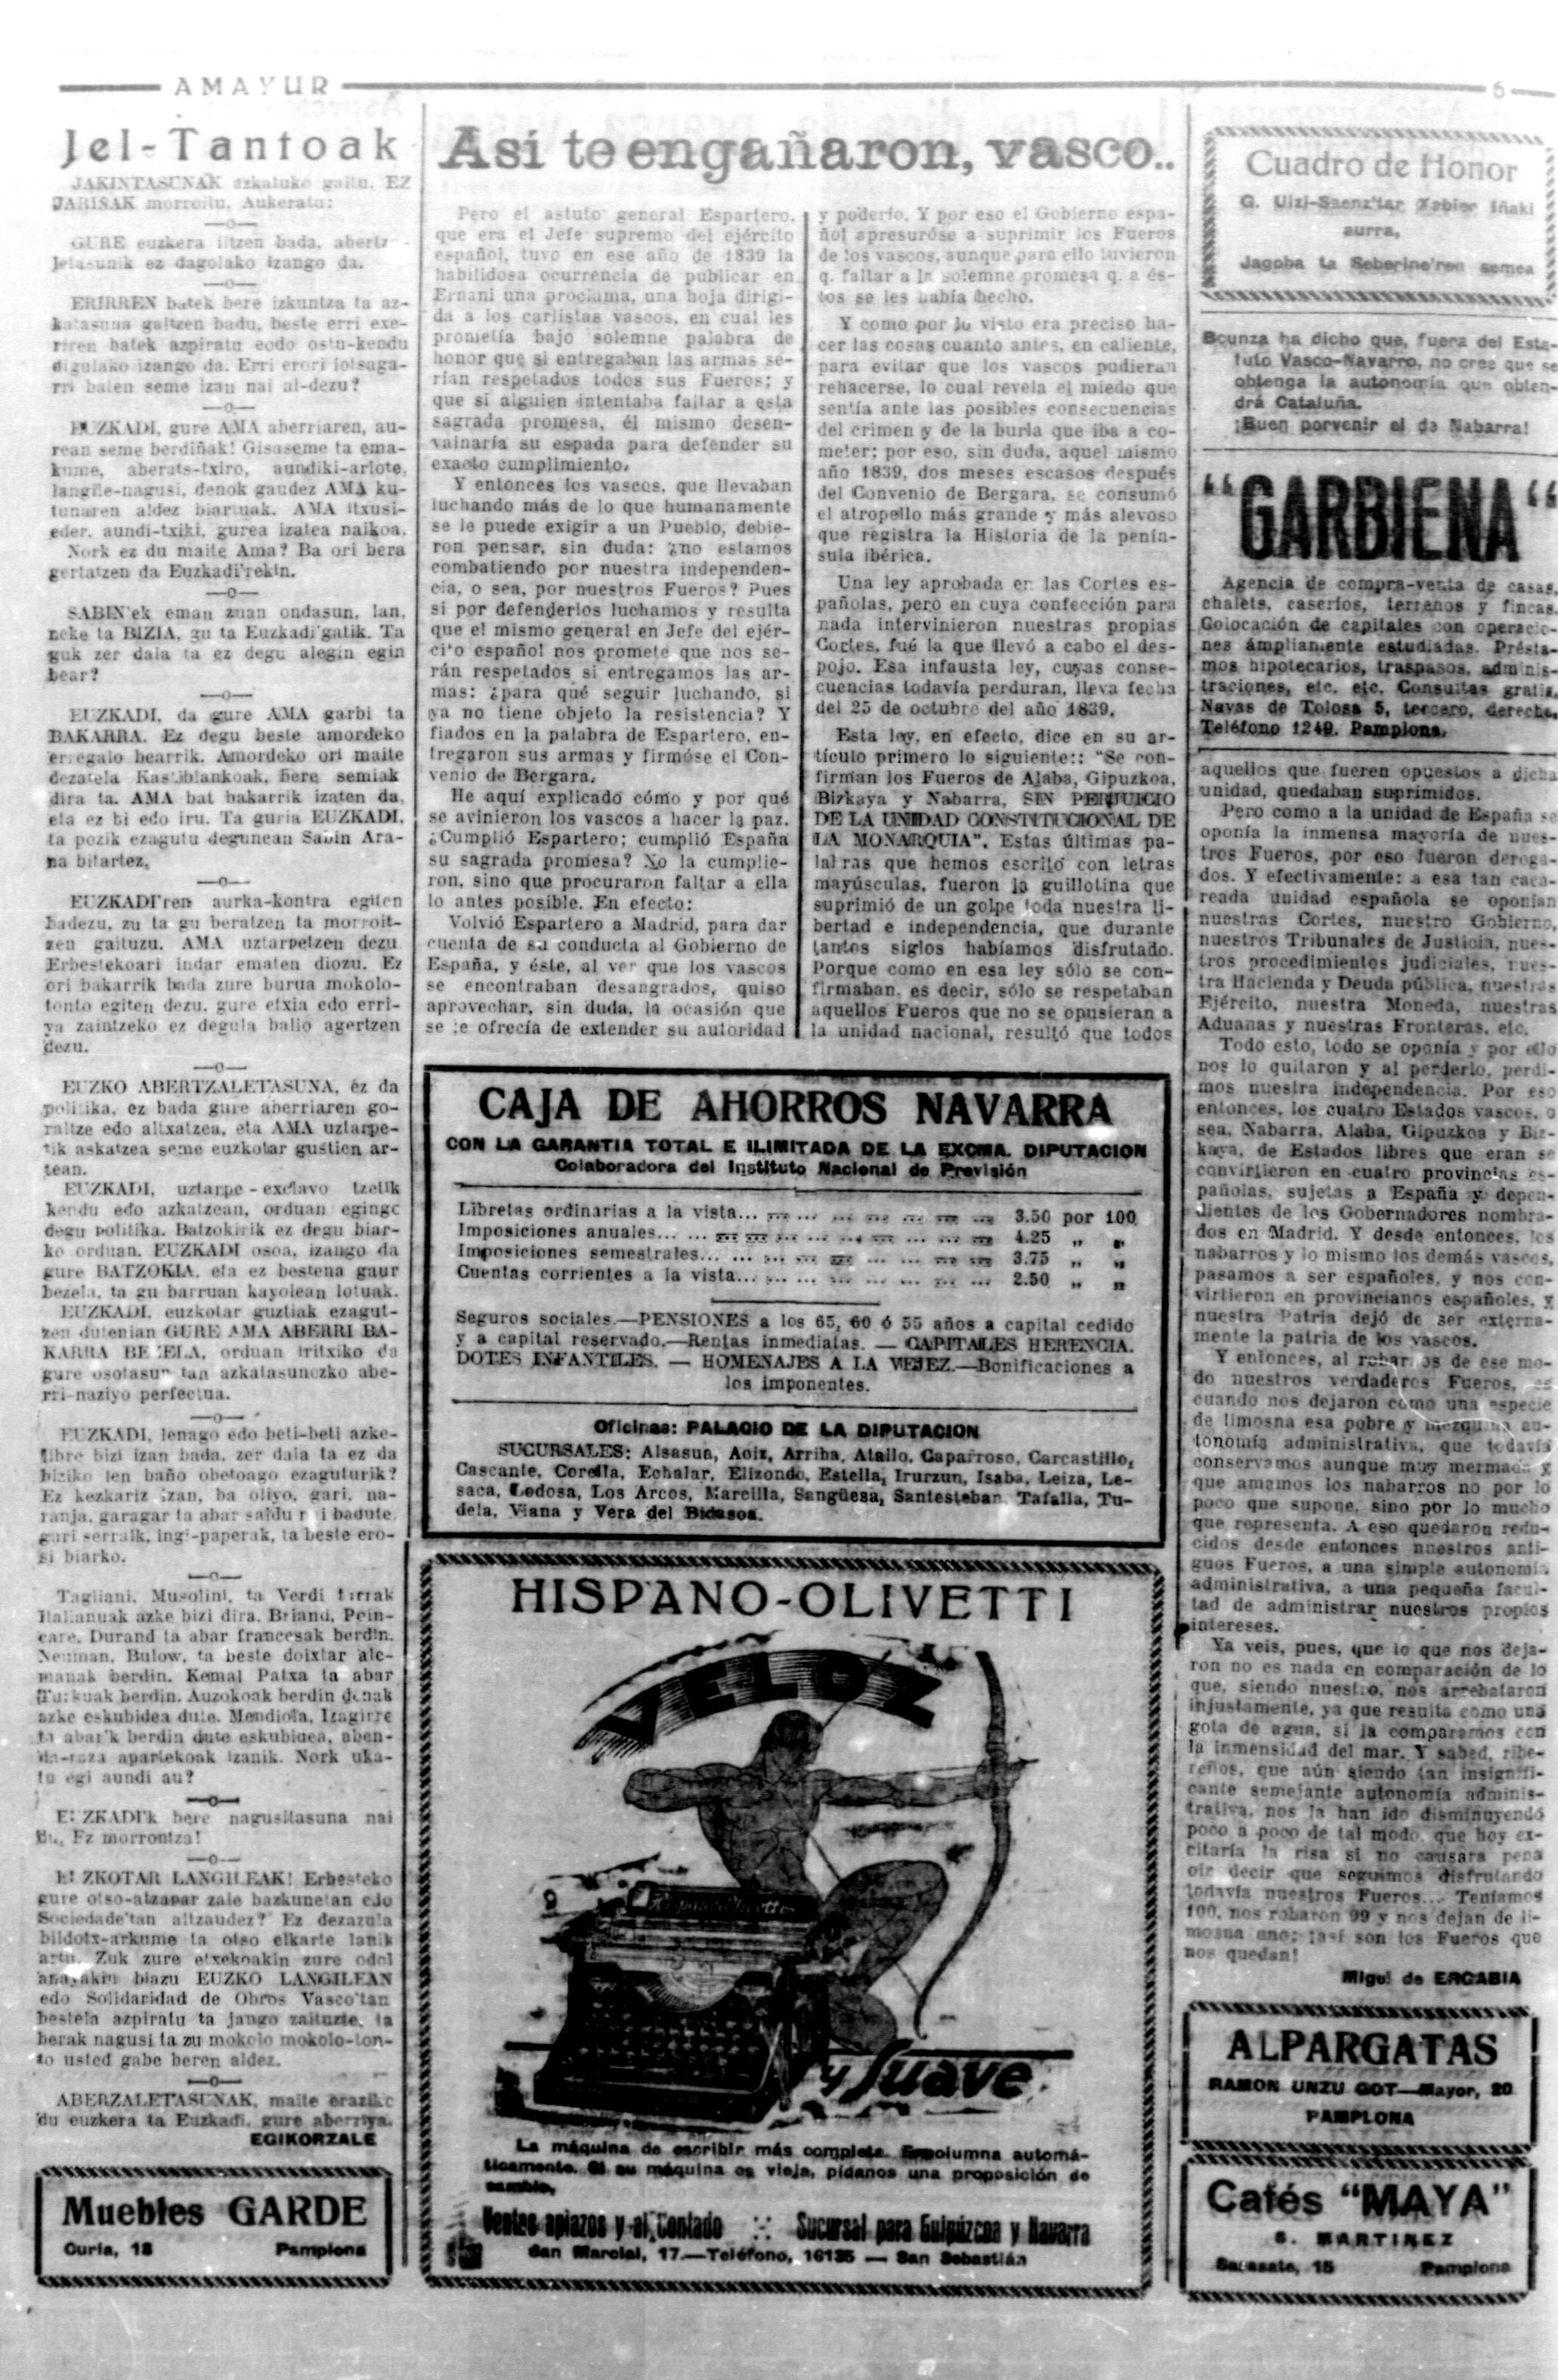 AMAYUR
6
Jel-Tantoak
JAKINTASUNAK azkatuko gaitu. EZ
JARISAK morroitu. Aukeratu:
—o—
GURE euzkera iltzen bada, abertz-
letasunik ez dagolako izango da.
—o—
ERIRREN batek bere izkuntza ta az-
katasuna galtzen badu, beste erri exe-
rriren batek azpiratu eodo ostu-kendu
digulako izango da. Erri erori lotsaga-
rri baten seme izan nai al-dezu?
—o—
EUZKADI, gure AMA aberriaren, au-
rean seme berdiñak! Gisaseme ta ema-
kume, aberats-txiro, aundiki-arlote,
langile-nagusi, denok gaudez AMA ku-
tunaren aldez biartuak. AMA itxusi-
eder, aundi-txiki, gurea izatea naikoa.
Nork ez du maite Ama? Ba ori bera
gertatzen da Euzkadi'rekin.
—o—
SABIN'ek eman zuan ondasun, lan,
neke ta BIZIA, gu ta Euzkadi'gatik. Ta
guk zer dala ta ez degu alegin egin
bear?
—o—
EUZKADI, da gure AMA garbi ta
BAKARRA. Ez degu beste amordeko
erregalo bearrik. Amordeko ori maite
dezatela Kastiblankoak, bere semiak
dira ta. AMA bat bakarrik izaten da,
eta ez bi edo iru. Ta guria EUZKADI,
ta pozik ezagutu degunean Sabin Ara-
na bitartez.
—o—
EUZKADI'ren aurka-kontra egiten
badezu, zu ta gu beratzen ta morroit-
zen gaituzu. AMA uztarpetzen dezu.
Erbestekoari indar ematen diozu. Ez
ori bakarrik bada zure burua mokolo-
tonto egiten dezu, gure etxia edo erri-
ya zaintzeko ez degula balio agertzen
dezu.
—o—
EUZKO ABERTZALETASUNA, ez da
politika, ez bada gure aberriaren go-
raltze edo altxatzea, eta AMA uztarpe-
tik askatzea seme euzkotar gustien ar-
tean.
EUZKADI, uztarpe-exclavo tzetik
kendu edo azkatzean, orduan egingo
degu politika. Batzokirik ez degu biar-
ko orduan. EUZKADI osoa, izango da
gure BATZOKIA, eta ez bestena gaur
bezela, ta gu barruan kayolean lotuak.
EUZKADI, euzkotar guztiak ezagut-
zen dutenian GURE AMA ABERRI BA-
KARRA BEZELA, orduan iritxiko da
gure osotasun tan azkatasunezko abe-
rri-naziyo perfectua.
—o—
EUZKADI, lenago edo beti-beti azke-
libre bizi izan bada, zer dala ta ez da
biziko len baño obetoago ezaguturik?
Ez kezkariz izan, ba oliyo, gari, na-
ranja, garagar ta abar saldu nai badute,
guri serraik, ingi-paperak, ta beste ero-
si biarko.
—o—
Tagliani, Musolini, ta Verdi tarrak
Italianuak azke bizi dira. Briand, Poin-
care, Durand ta abar francesak berdin.
Neuman, Bulow, ta beste doixtar ale-
manak berdin. Kemal Patxa ta abar
Turkuak berdin. Auzokoak berdin denak
azke eskubidea dute. Mendiola, Izagirre
ta abar'k berdin dute eskubidea, aben-
da-raza apartekoak izanik. Nork uka-
tu egi aundi au?
—o—
EUZKADI'k bere nagusitasuna nai
du. Ez morrontza!
—o—
EUZKOTAR LANGILEAK! Erbesteko
gure otso-atzapar zale bazkunetan edo
Sociedade'tan altzaudez? Ez dezazula
bildotx-arkume ta otso elkarte lanik
artu. Zuk zure etxekoakin zure odol
anayakin biazu EUZKO LANGILEAN
edo Solidaridad de Obros Vasco'tan
bestela azpiratu ta jango zaituzte, ta
berak nagusi ta zu mokolo mokolo-ton-
to usted gabe beren aldez.
—o—
ABERZALETASUNAK, maite eraziko
du euzkera ta Euzkadi, gure aberriya.
EGIKORZALE
Muebles GARDE
Curia, 18 Pamplona
Así te engañaron, vasco..
Pero el astuto general Espartero,
que era el Jefe supremo del ejército
español, tuvo en ese año de 1839 la
habilidosa ocurrencia de publicar en
Ernani una proclama, una hoja dirigi-
da a los carlistas vascos, en cual les
prometía bajo solemne palabra de
honor que si entregaban las armas se-
rían respetados todos sus Fueros; y
que si alguien intentaba faltar a esta
sagrada promesa, él mismo desen-
vainaría su espada para defender su
exacto cumplimiento.
Y entonces los vascos, que llevaban
luchando más de lo que humanamente
se le puede exigir a un Pueblo, debie-
ron pensar, sin duda: ¿no estamos
combatiendo por nuestra independen-
cia, o sea, por nuestros Fueros? Pues
si por defenderlos luchamos y resulta
que el mismo general en Jefe del ejér-
cito español nos promete que nos se-
rán respetados si entregamos las ar-
mas: ¿para qué seguir luchando, si
ya no tiene objeto la resistencia? Y
fiados en la palabra de Espartero, en-
tregaron sus armas y firmóse el Con-
venio de Bergara.
He aquí explicado cómo y por qué
se avinieron los vascos a hacer la paz.
¿Cumplió Espartero; cumplió España
su sagrada promesa? No la cumplie-
ron, sino que procuraron faltar a ella
lo antes posible. En efecto:
Volvió Espartero a Madrid, para dar
cuenta de su conducta al Gobierno de
España, y éste, al ver que los vascos
se encontraban desangrados, quiso
aprovechar, sin duda, la ocasión que
se le ofrecía de extender su autoridad
y poderío. Y por eso el Gobierno espa-
ñol apresuróse a suprimir los Fueros
de los vascos, aunque para ello tuvieron
q. faltar a la solemne promesa q. a és-
tos se les había hecho.
Y como por lo visto era preciso ha-
cer las cosas cuanto antes, en caliente,
para evitar que los vascos pudieran
rehacerse, lo cual revela el miedo que
sentía ante las posibles consecuencias
del crimen y de la burla que iba a co-
meter; por eso, sin duda, aquel mismo
año 1839, dos meses escasos después
del Convenio de Bergara, se consumó
el atropello más grande y más alevoso
que registra la Historia de la penín-
sula ibérica.
Una ley aprobada en las Cortes es-
pañolas, pero en cuya confección para
nada intervinieron nuestras propias
Cortes, fué la que llevó a cabo el des-
pojo. Esa infausta ley, cuyas conse-
cuencias todavía perduran, lleva fecha
del 25 de octubre del año 1839.
Esta ley, en efecto, dice en su ar-
tículo primero lo siguiente:: "Se con-
firman los Fueros de Alaba, Gipuzkoa,
Bizkaya y Nabarra, SIN PERJUICIO
DE LA UNIDAD CONSTITUCIONAL DE
LA MONARQUIA". Estas últimas pa-
labras que hemos escrito con letras
mayúsculas, fueron la guillotina que
suprimió de un golpe toda nuestra li-
bertad e independencia, que durante
tantos siglos habíamos disfrutado.
Porque como en esa ley sólo se con-
firmaban, es decir, sólo se respetaban
aquellos Fueros que no se opusieran a
la unidad nacional, resultó que todos
CAJA DE AHORROS NAVARRA
CON LA GARANTIA TOTAL E ILIMITADA DE LA EXCMA. DIPUTACION
Colaboradora del Instituto Nacional de Previsión
Libretas ordinarias a la vista... ... ... ... ... ... ... ... 3.50 por 100
Imposiciones anuales... ... ... ... ... ... ... ... ... 4.25 „ „
Imposiciones semestrales... ... ... ... ... ... ... ... 3.75 „ „
Cuentas corrientes a la vista... ... ... ... ... ... ... 2.50 „ „
Seguros sociales.—PENSIONES a los 65, 60 ó 55 años a capital cedido
y a capital reservado.—Rentas inmediatas. — CAPITALES HERENCIA.
DOTES INFANTILES. — HOMENAJES A LA VEJEZ.—Bonificaciones a
los imponentes.
Oficinas: PALACIO DE LA DIPUTACION
SUCURSALES: Alsasua, Aoiz, Arriba, Atallo, Caparroso, Carcastillo,
Cascante, Corella, Echalar, Elizondo, Estella, Irurzun, Isaba, Leiza, Le-
saca, Lodosa, Los Arcos, Marcilla, Sangüesa, Santesteban, Tafalla, Tu-
dela, Viana y Vera del Bidasoa.
HISPANO-OLIVETTI
VELOZ
Hispano Olivetti
y Suave
La máquina de escribir más completa. Encolumna automá-
ticamente. Si su máquina es vieja, pídanos una proposición de
cambio.
Ventas aplazos y al Contado Sucursal para Guipúzcoa y Navarra
San Marcial, 17.—Teléfono, 16135 — San Sebastián
Cuadro de Honor
G. Ulzi-Saenz'tar Xabier Iñaki
aurra,
Jagoba ta Seberine'ren semea
Beunza ha dicho que, fuera del Esta-
tuto Vasco-Navarro, no cree que se
obtenga la autonomía que obten-
drá Cataluña.
¡Buen porvenir el de Nabarra!
"GARBIENA"
Agencia de compra-venta de casas,
chalets, caseríos, terrenos y fincas.
Colocación de capitales con operacio-
nes ámpliamente estudiadas. Présta-
mos hipotecarios, traspasos, adminis-
traciones, etc. etc. Consultas gratis.
Navas de Tolosa 5, tercero, derecha.
Teléfono 1249. Pamplona.
aquellos que fueren opuestos a dicha
unidad, quedaban suprimidos.
Pero como a la unidad de España se
oponía la inmensa mayoría de nues-
tros Fueros, por eso fueron deroga-
dos. Y efectivamente: a esa tan caca-
reada unidad española se oponían
nuestras Cortes, nuestro Gobierno,
nuestros Tribunales de Justicia, nues-
tros procedimientos judiciales, nues-
tra Hacienda y Deuda pública, nuestros
Ejército, nuestra Moneda, nuestras
Aduanas y nuestras Fronteras, etc.
Todo esto, todo se oponía y por ello
nos lo quitaron y al perderlo, perdi-
mos nuestra independencia. Por eso
entonces, los cuatro Estados vascos, o
sea, Nabarra, Alaba, Gipuzkoa y Biz-
kaya, de Estados libres que eran se
convirtieron en cuatro provincias es-
pañolas, sujetas a España y depen-
dientes de los Gobernadores nombra-
dos en Madrid. Y desde entonces, los
nabarros y lo mismo los demás vascos,
pasamos a ser españoles, y nos con-
virtieron en provincianos españoles, y
nuestra Patria dejó de ser exterra-
mente la patria de los vascos.
Y entonces, al robarnos de ese mo-
do nuestros verdaderos Fueros, es
cuando nos dejaron como una especie
de limosna esa pobre y mezquina au-
tonomía administrativa, que todavía
conservamos aunque muy mermada y
que amamos los nabarros no por lo
poco que supone, sino por lo mucho
que representa. A eso quedaron redu-
cidos desde entonces nuestros anti-
guos Fueros, a una simple autonomía
administrativa, a una pequeña facul-
tad de administrar nuestros propios
intereses.
Ya veis, pues, que lo que nos deja-
ron no es nada en comparación de lo
que, siendo nuestro, nos arrebataron
injustamente, ya que resulta como una
gota de agua, si la comparamos con
la inmensidad del mar. Y sabed, ribe-
reños, que aún siendo tan insignifi-
cante semejante autonomía adminis-
trativa, nos la han ido disminuyendo
poco a poco de tal modo, que hoy ex-
citaría la risa si no causara pena
oír decir que seguimos disfrutando
todavía nuestros Fueros... Teníamos
100, nos robaron 99 y nos dejan de li-
mosna uno; ¡así son los Fueros que
nos quedan!
Miguel de ERGABIA
ALPARGATAS
RAMON UNZU GOT—Mayor, 20
PAMPLONA
Cafés "MAYA"
S. MARTINEZ
Sarasate, 15 Pamplona